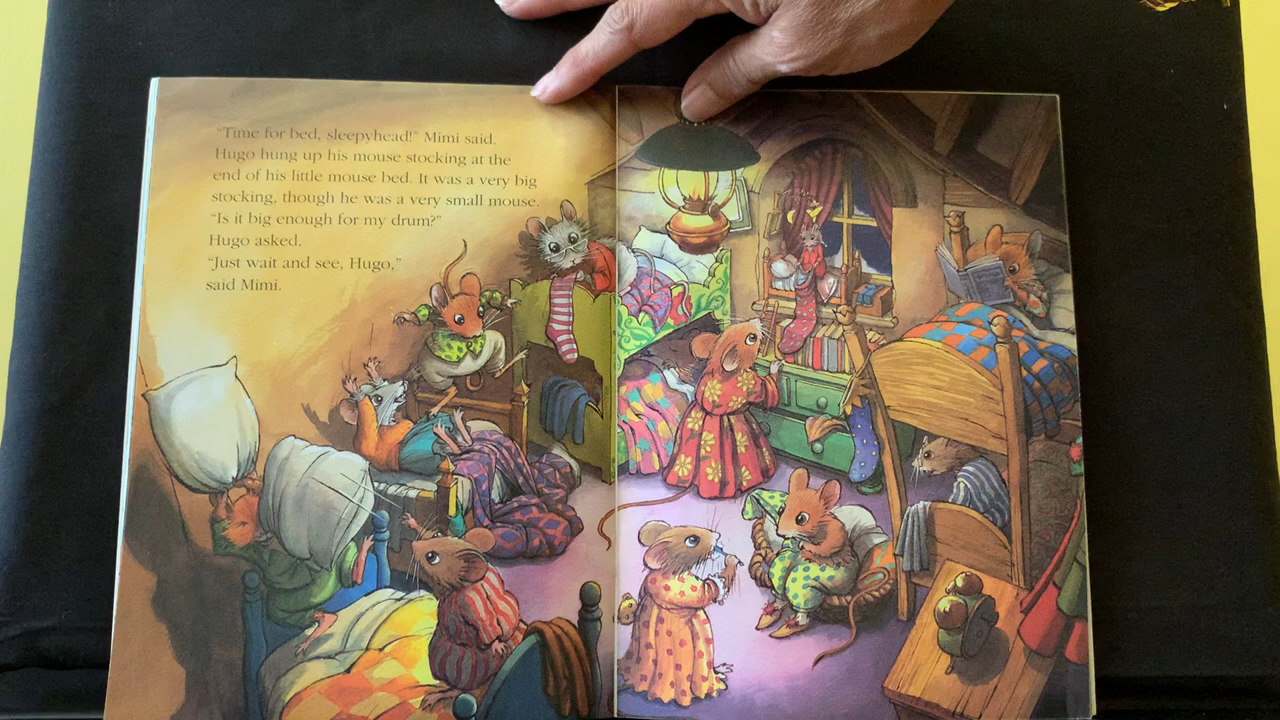 “Time for bed, sleepyhead!” Mimi said.
Hugo hung up his mouse stocking at the
end of his little mouse bed. It was a very big
stocking, though he was a very small mouse.
“Is it big enough for my drum?”
Hugo asked.
“Just wait and see, Hugo,”
said Mimi.